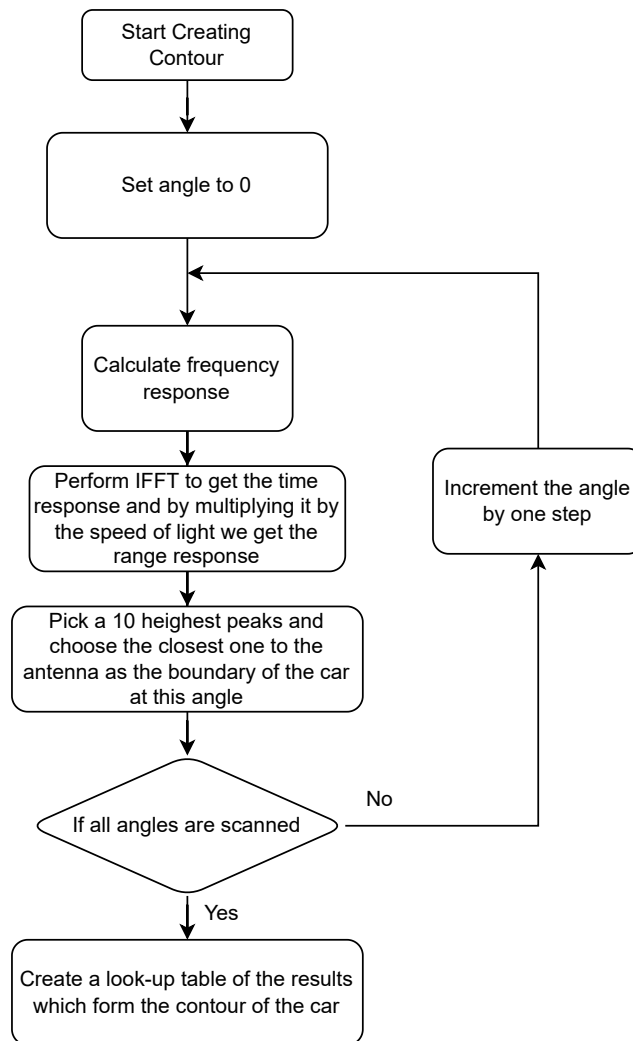 Start Creating
Contour
Set angle to 0
Calculate frequency
response
Perform IFFT to get the time
response and by multiplying it by
the speed of light we get the
range response
Increment the angle
by one step
Pick a 10 heighest peaks and
choose the closest one to the
antenna as the boundary of the car
at this angle
No
If all angles are scanned
Yes
Create a look-up table of the results
which form the contour of the car